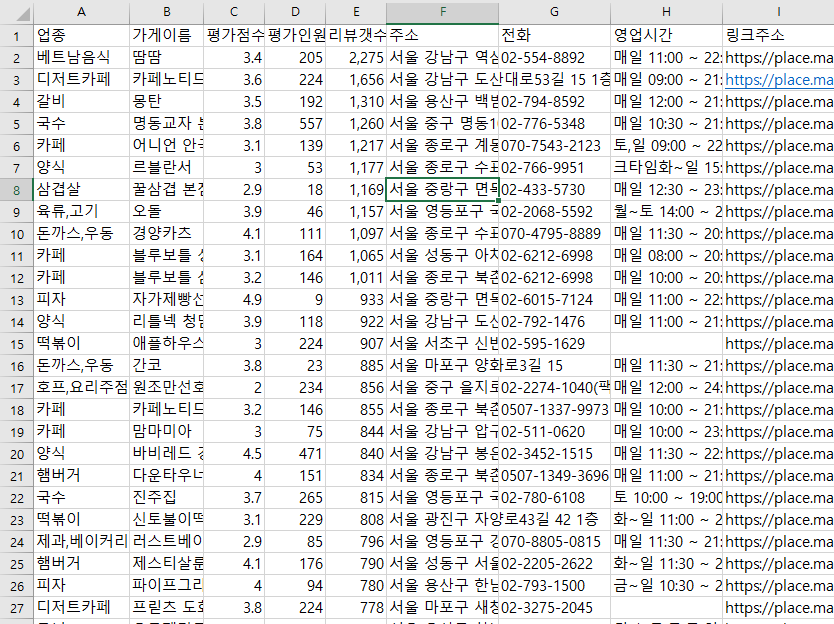 A B C D E F G H I
1 업종 가게이름 평가점수 평가인원 리뷰갯수 주소 전화 영업시간 링크주소
2 베트남음식 땀땀 3.4 205 2,275 서울 강남구 역삼 02-554-8892 매일 11:00 ~ 22: https://place.ma
3 디저트카페 카페노티드 3.6 224 1,656 서울 강남구 도산대로53길 15 1층 매일 09:00 ~ 21: https://place.ma
4 갈비 몽탄 3.5 192 1,310 서울 용산구 백범 02-794-8592 매일 12:00 ~ 21: https://place.ma
5 국수 명동교자 본 3.8 557 1,260 서울 중구 명동1 02-776-5348 매일 10:30 ~ 21: https://place.ma
6 카페 어니언 안국 3.1 139 1,217 서울 종로구 계동 070-7543-2123 토,일 09:00 ~ 22 https://place.ma
7 양식 르블란서 3 53 1,177 서울 종로구 수표 02-766-9951 크타임화~일 15: https://place.ma
8 삼겹살 꿀삼겹 본점 2.9 18 1,169 서울 중랑구 면목 02-433-5730 매일 12:30 ~ 23: https://place.ma
9 육류,고기 오돌 3.9 46 1,157 서울 영등포구 국 02-2068-5592 월~토 14:00 ~ 2 https://place.ma
10 돈까스,우동 경양카츠 4.1 111 1,097 서울 종로구 수표 070-4795-8889 매일 11:30 ~ 20: https://place.ma
11 카페 블루보틀 성 3.1 164 1,065 서울 성동구 아차 02-6212-6998 매일 08:00 ~ 20: https://place.ma
12 카페 블루보틀 삼 3.2 146 1,011 서울 종로구 북촌 02-6212-6998 매일 10:00 ~ 20: https://place.ma
13 피자 자가제빵선 4.9 9 933 서울 중랑구 면목 02-6015-7124 매일 11:00 ~ 22: https://place.ma
14 양식 리틀넥 청담 3.9 118 922 서울 강남구 도산 02-792-1476 매일 11:00 ~ 21: https://place.ma
15 떡볶이 애플하우스 3 224 907 서울 서초구 신반 02-595-1629 https://place.ma
16 돈까스,우동 간코 3.8 23 885 서울 마포구 양화로3길 15 매일 11:30 ~ 21: https://place.ma
17 호프,요리주점 원조만선호 2 234 856 서울 중구 을지로 02-2274-1040(팩 매일 12:00 ~ 24: https://place.ma
18 카페 카페노티드 3.2 146 855 서울 종로구 북촌 0507-1337-9973 매일 10:00 ~ 21: https://place.ma
19 카페 맘마미아 3 75 844 서울 강남구 압구 02-511-0620 매일 10:00 ~ 23: https://place.ma
20 양식 바비레드 강 4.5 471 840 서울 강남구 봉은 02-3452-1515 매일 11:30 ~ 22: https://place.ma
21 햄버거 다운타우너 4 151 834 서울 종로구 북촌 0507-1349-3696 매일 11:00 ~ 21: https://place.ma
22 국수 진주집 3.7 265 815 서울 영등포구 국 02-780-6108 토 10:00 ~ 19:00 https://place.ma
23 떡볶이 신토불이떡 3.1 229 808 서울 광진구 자양로43길 42 1층 화~일 11:00 ~ 2 https://place.ma
24 제과,베이커리 러스트베이 2.9 85 796 서울 영등포구 경 070-8805-0815 매일 11:30 ~ 21: https://place.ma
25 햄버거 제스티살룬 4.1 176 790 서울 성동구 서울 02-2205-2622 화~일 11:30 ~ 2 https://place.ma
26 피자 파이프그라 4 94 780 서울 용산구 한남 02-793-1500 금~일 10:30 ~ 2 https://place.ma
27 디저트카페 프릳츠 도화 3.8 224 778 서울 마포구 새창 02-3275-2045 https://place.ma